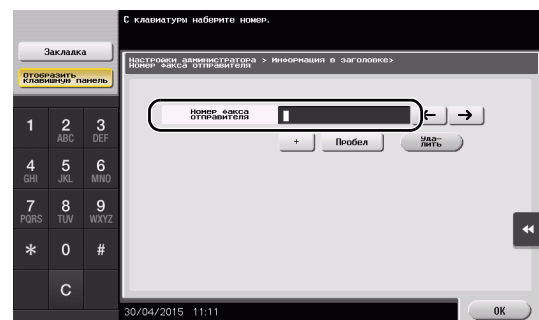 С клавиатуры наберите номер.
Закладка
Отобразить
клавишную панель
Настройки администратора > Информация в заголовке>
Номер факса отправителя
Номер факса
отправителя
← →
+ Пробел Уда-
лить
1 2 3
ABC DEF
4 5 6
GHI JKL MNO
7 8 9
PQRS TUV WXYZ
* 0 #
C
30/04/2015 11:11
OK